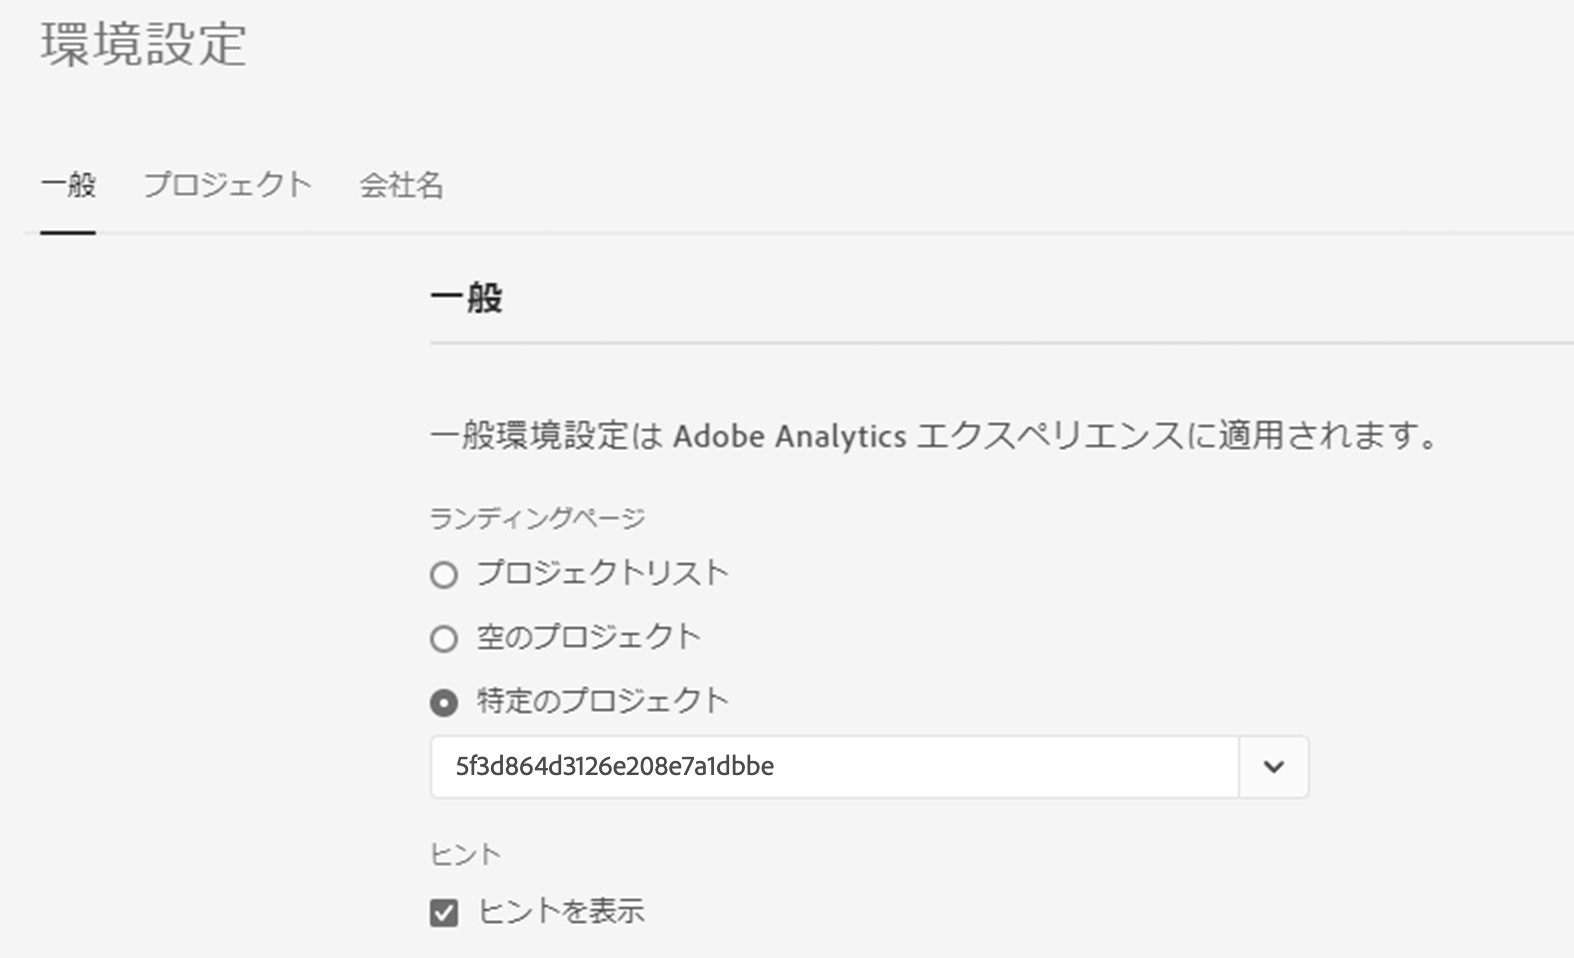 環境設定
一般 プロジェクト 会社名
一般
一般環境設定は Adobe Analytics エクスペリエンスに適用されます。
ランディングページ
プロジェクトリスト
空のプロジェクト
特定のプロジェクト
5f3d864d3126e208e7a1dbbe
ヒント
ヒントを表示